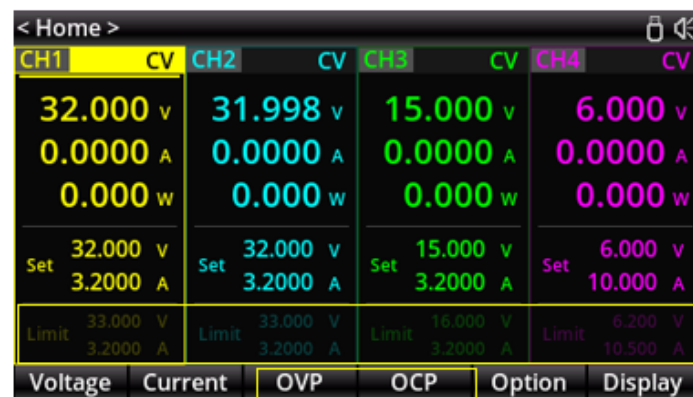 < Home >
CH1 CV CH2 CV CH3 CV CH4 CV
32.000 V 31.998 V 15.000 V 6.000 V
0.0000 A 0.0000 A 0.0000 A 0.0000 A
0.000 W 0.000 W 0.000 W 0.000 W
32.000 V 32.000 V 15.000 V 6.000 V
Set Set Set Set
3.2000 A 3.2000 A 3.2000 A 10.000 A
33.000 V 33.000 V 16.000 V 6.200 V
Limit Limit Limit Limit
3.2000 A 3.2000 A 3.2000 A 10.500 A
Voltage Current OVP OCP Option Display